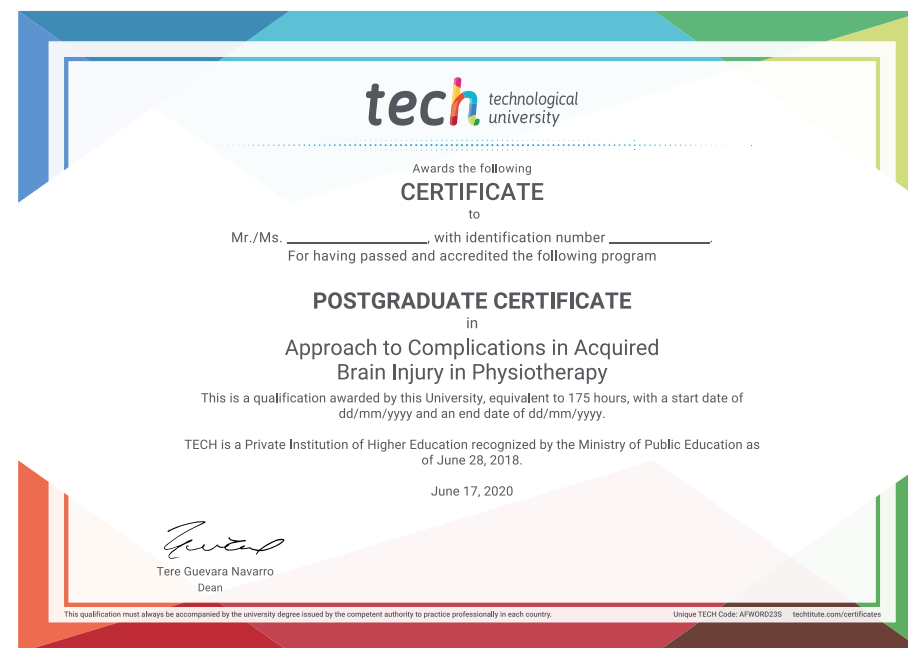 tech technological
university
Awards the following
CERTIFICATE
to
Mr./Ms. ____________________, with identification number ______________.
For having passed and accredited the following program
POSTGRADUATE CERTIFICATE
in
Approach to Complications in Acquired
Brain Injury in Physiotherapy
This is a qualification awarded by this University, equivalent to 175 hours, with a start date of
dd/mm/yyyy and an end date of dd/mm/yyyy.
TECH is a Private Institution of Higher Education recognized by the Ministry of Public Education as
of June 28, 2018.
June 17, 2020
Tere Guevara Navarro
Dean
This qualification must always be accompanied by the university degree issued by the competent authority to practice professionally in each country. Unique TECH Code: AFWORD23S techtitute.com/certificates